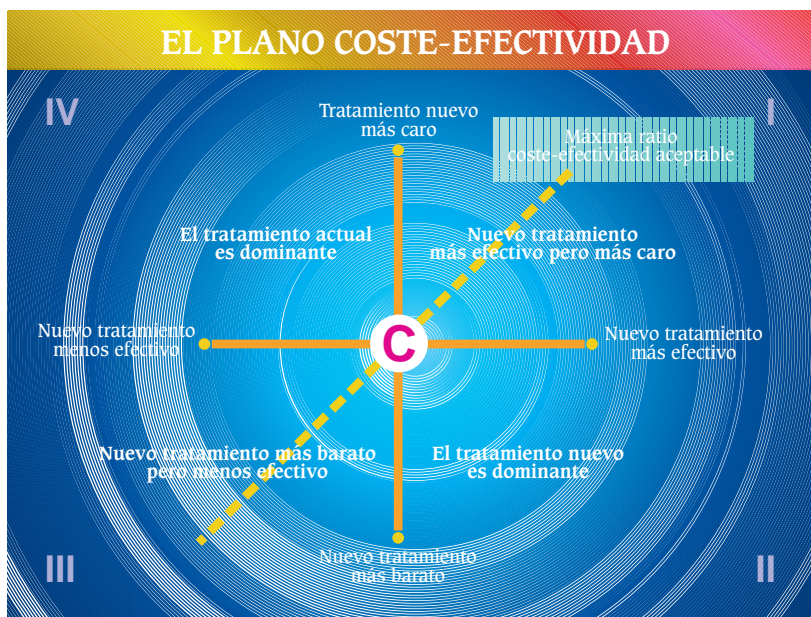 EL PLANO COSTE-EFECTIVIDAD
IV
Tratamiento nuevo
más caro
I
Máxima ratio
coste-efectividad aceptable
El tratamiento actual
es dominante
Nuevo tratamiento
más efectivo pero más caro
Nuevo tratamiento
menos efectivo
C
Nuevo tratamiento
más efectivo
Nuevo tratamiento más barato
pero menos efectivo
El tratamiento nuevo
es dominante
III
Nuevo tratamiento
más barato
II